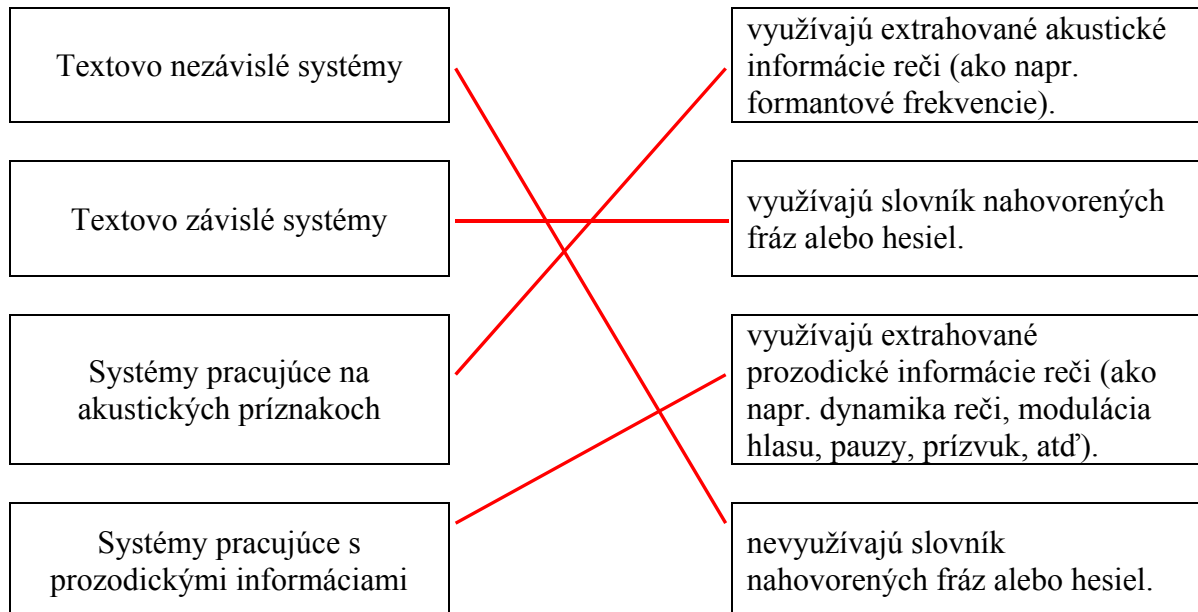 Textovo nezávislé systémy
využívajú extrahované akustické
informácie reči (ako napr.
formantové frekvencie).
Textovo závislé systémy
využívajú slovník nahovorených
fráz alebo hesiel.
Systémy pracujúce na
akustických príznakoch
využívajú extrahované
prozodické informácie reči (ako
napr. dynamika reči, modulácia
hlasu, pauzy, prízvuk, atď).
Systémy pracujúce s
prozodickými informáciami
nevyužívajú slovník
nahovorených fráz alebo hesiel.